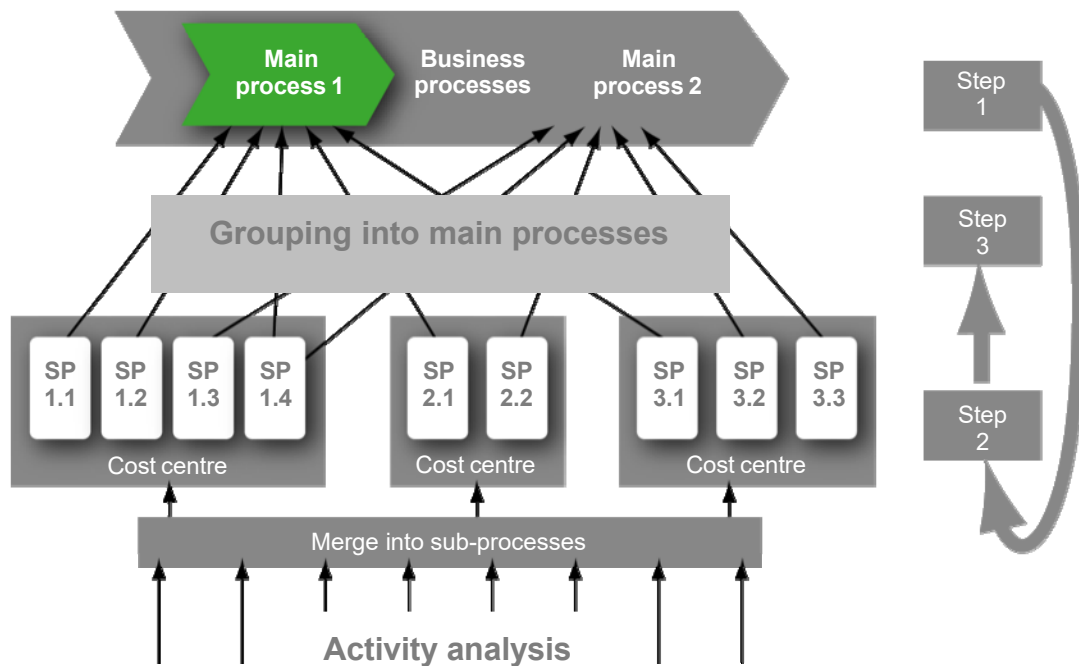 Main
process 1
Business
processes
Main
process 2
Step
1
Grouping into main processes
Step
3
SP
1.1
SP
1.2
SP
1.3
SP
1.4
SP
2.1
SP
2.2
SP
3.1
SP
3.2
SP
3.3
Cost centre
Cost centre
Cost centre
Step
2
Merge into sub-processes
Activity analysis